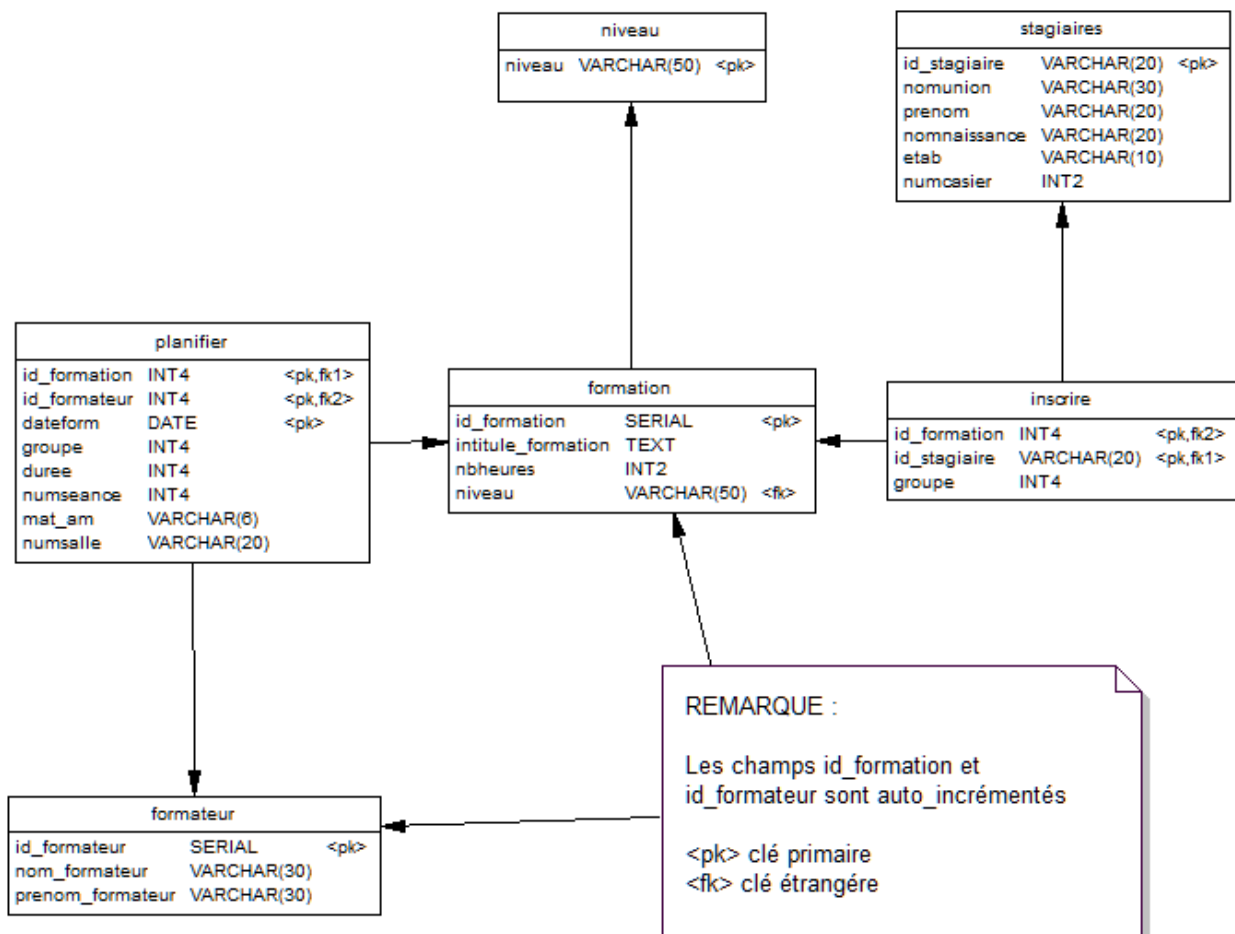 niveau
niveau VARCHAR(50) <pk>
stagiaires
id_stagiaire VARCHAR(20) <pk>
nomunion VARCHAR(30)
prenom VARCHAR(20)
nomnaissance VARCHAR(20)
etab VARCHAR(10)
numcasier INT2
planifier
id_formation INT4 <pk,fk1>
id_formateur INT4 <pk,fk2>
dateform DATE <pk>
groupe INT4
duree INT4
numseance INT4
mat_am VARCHAR(6)
numsalle VARCHAR(20)
formation
id_formation SERIAL <pk>
intitule_formation TEXT
nbheures INT2
niveau VARCHAR(50) <fk>
inscrire
id_formation INT4 <pk,fk2>
id_stagiaire VARCHAR(20) <pk,fk1>
groupe INT4
formateur
id_formateur SERIAL <pk>
nom_formateur VARCHAR(30)
prenom_formateur VARCHAR(30)
REMARQUE :
Les champs id_formation et
id_formateur sont auto_incrémentés
<pk> clé primaire
<fk> clé étrangére